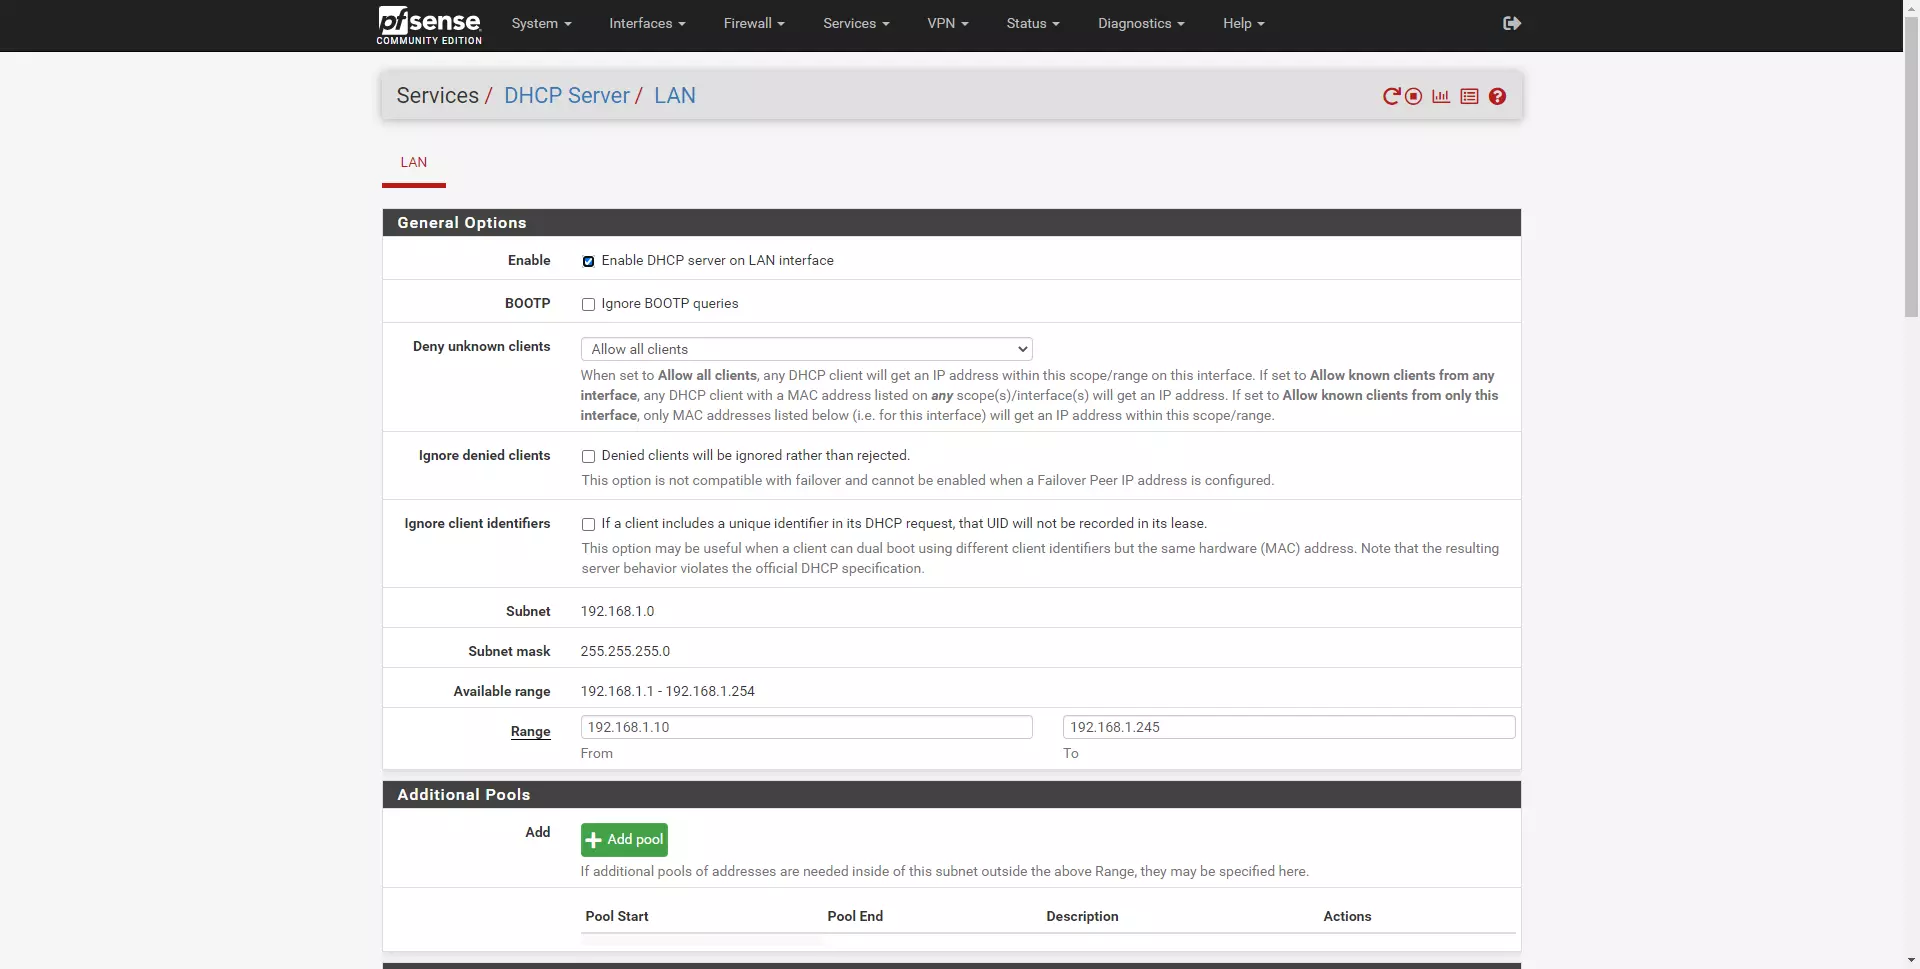 pfsense
COMMUNITY EDITION
System
Interfaces
Firewall
Services
VPN
Status
Diagnostics
Help
Services / DHCP Server / LAN
LAN
General Options
Enable
Enable DHCP server on LAN interface
BOOTP
Ignore BOOTP queries
Deny unknown clients
Allow all clients
When set to Allow all clients, any DHCP client will get an IP address within this scope/range on this interface. If set to Allow known clients from any
interface, any DHCP client with a MAC address listed on any scope(s)/interface(s) will get an IP address. If set to Allow known clients from only this
interface, only MAC addresses listed below (i.e. for this interface) will get an IP address within this scope/range.
Ignore denied clients
Denied clients will be ignored rather than rejected.
This option is not compatible with failover and cannot be enabled when a Failover Peer IP address is configured.
Ignore client identifiers
If a client includes a unique identifier in its DHCP request, that UID will not be recorded in its lease.
This option may be useful when a client can dual boot using different client identifiers but the same hardware (MAC) address. Note that the resulting
server behavior violates the official DHCP specification.
Subnet
192.168.1.0
Subnet mask
255.255.255.0
Available range
192.168.1.1 - 192.168.1.254
Range
192.168.1.10
192.168.1.245
From
To
Additional Pools
Add
Add pool
If additional pools of addresses are needed inside of this subnet outside the above Range, they may be specified here.
Pool Start
Pool End
Description
Actions